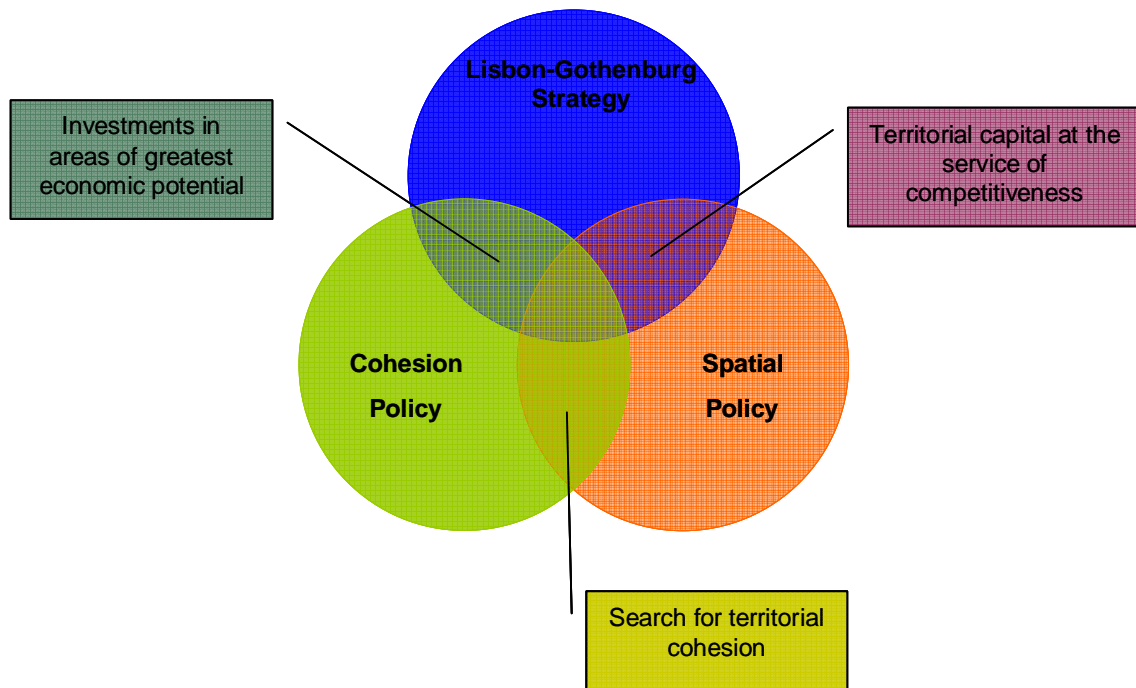 Lisbon-Gothenburg
Strategy
Investments in
areas of greatest
economic potential
Territorial capital at the
service of
competitiveness
Cohesion
Policy
Spatial
Policy
Search for territorial
cohesion